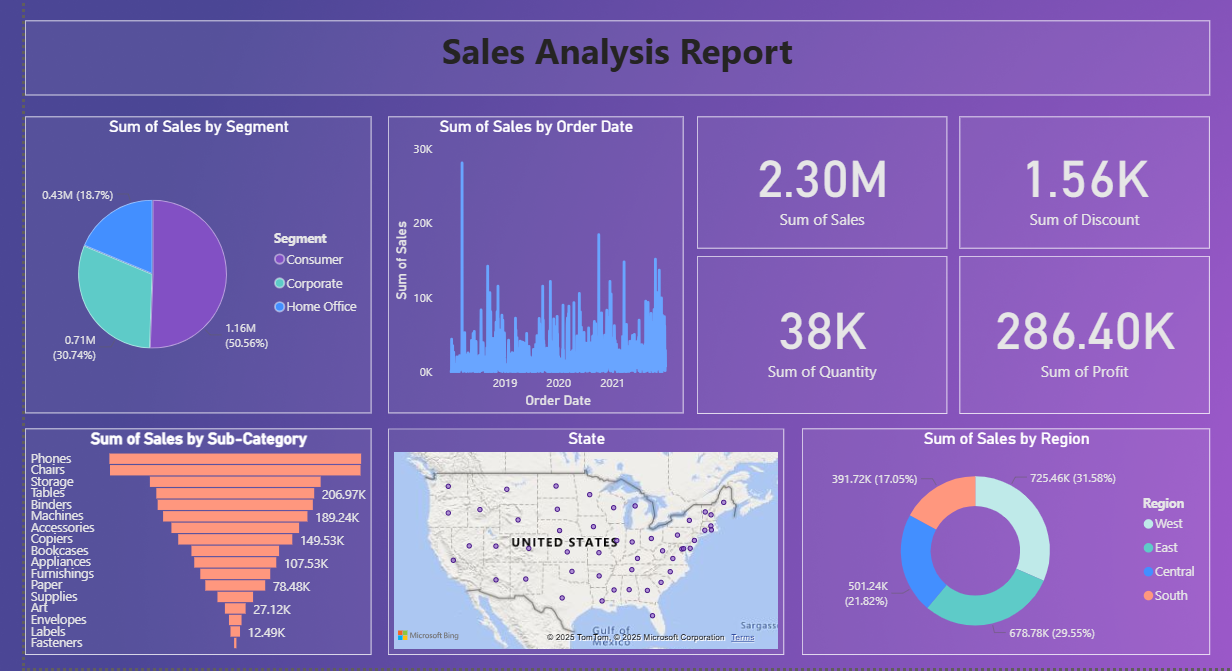 Sales Analysis Report
Sum of Sales by Segment
0.43M (18.7%)
0.71M
(30.74%)
1.16M
(50.56%)
Segment
Consumer
Corporate
Home Office
Sum of Sales by Order Date
Sum of Sales
30K
20K
10K
0K
2019 2020 2021
Order Date
2.30M
Sum of Sales
1.56K
Sum of Discount
38K
Sum of Quantity
286.40K
Sum of Profit
Sum of Sales by Sub-Category
Phones
Chairs
Storage
Tables 206.97K
Binders
Machines 189.24K
Accessories
Copiers 149.53K
Bookcases
Appliances 107.53K
Furnishings
Paper 78.48K
Supplies
Art 27.12K
Envelopes
Labels 12.49K
Fasteners
State
UNITED STATES
Gulf of
Mexico
Sargass
Microsoft Bing
© 2025 TomTom, © 2025 Microsoft Corporation Terms
Sum of Sales by Region
391.72K (17.05%)
725.46K (31.58%)
501.24K
(21.82%)
678.78K (29.55%)
Region
West
East
Central
South